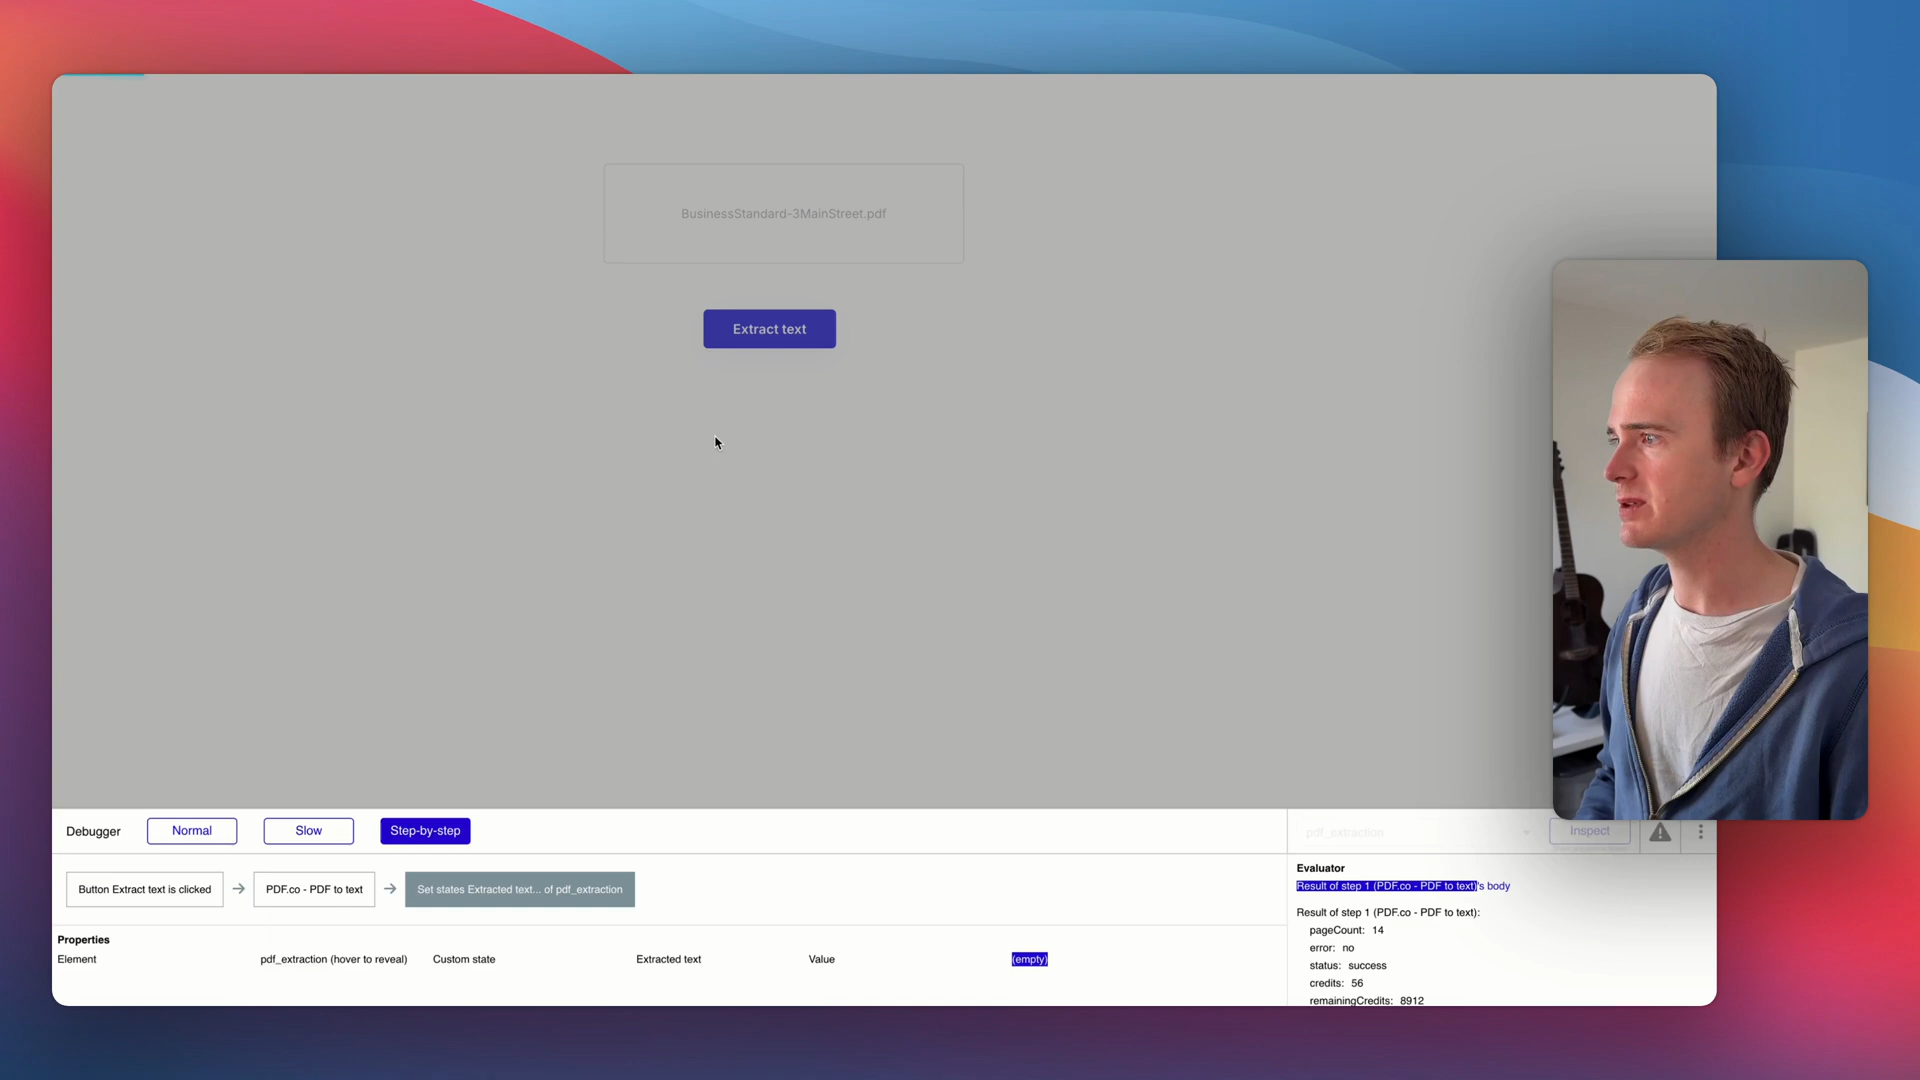 BusinessStandard-3MainStreet.pdf
Extract text
Debugger
Normal
Slow
Step-by-step
pdf_extraction
Inspect
Button Extract text is clicked
PDF.co - PDF to text
Set states Extracted text... of pdf_extraction
Properties
Element
pdf_extraction (hover to reveal)
Custom state
Extracted text
Value
(empty)
Evaluator
Result of step 1 (PDF.co - PDF to text)'s body
Result of step 1 (PDF.co - PDF to text):
pageCount: 14
error: no
status: success
credits: 56
remainingCredits: 8912